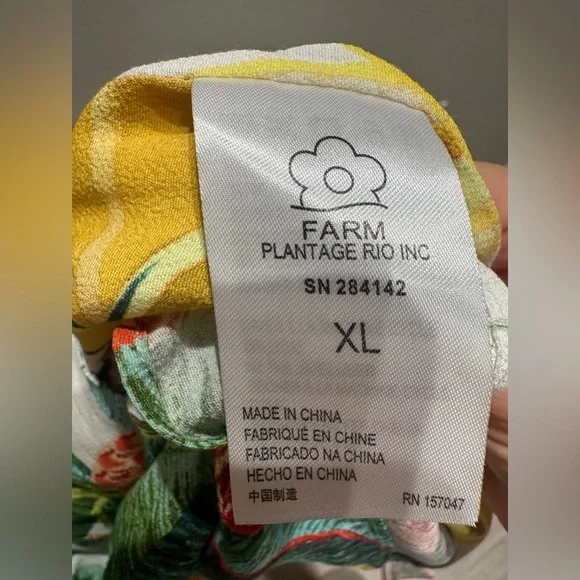 FARM
PLANTAGE RIO INC
SN 284142
XL
MADE IN CHINA
FABRIQUÉ EN CHINE
FABRICADO NA CHINA
HECHO EN CHINA
中国制造
RN 157047